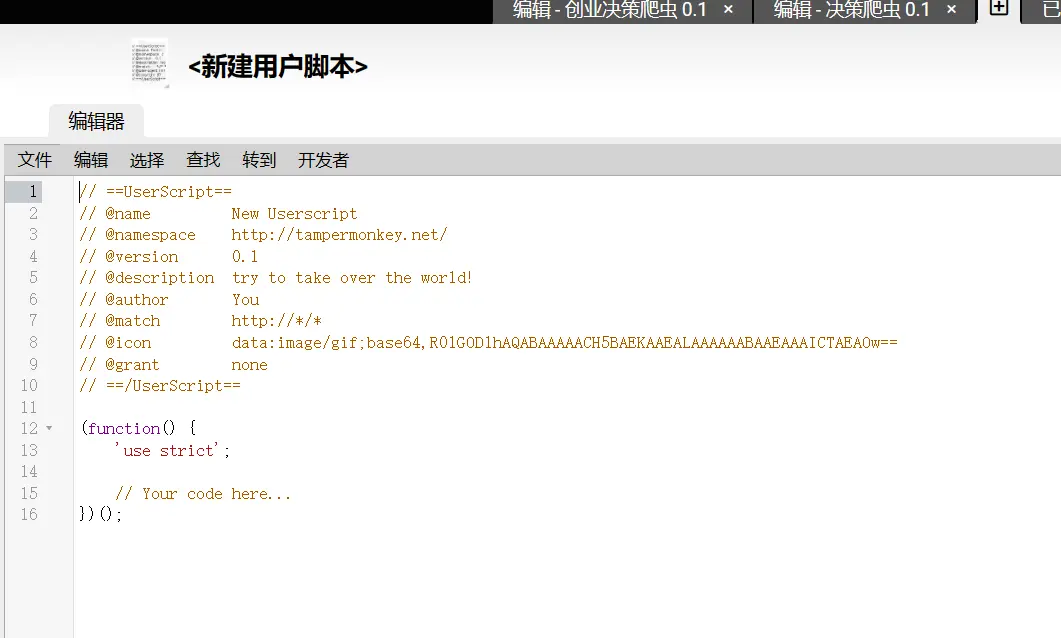 编辑 - 创业决策爬虫 0.1 × 编辑 - 决策爬虫 0.1 × 已
<新建用户脚本>
编辑器
文件 编辑 选择 查找 转到 开发者
1 // ==UserScript==
2 // @name New Userscript
3 // @namespace http://tampermonkey.net/
4 // @version 0.1
5 // @description try to take over the world!
6 // @author You
7 // @match http://*/*
8 // @icon data:image/gif;base64,R0lGODlhAQABAAAAACH5BAEKAAEALAAAAAABAAEAAAICTAEAOw==
9 // @grant none
10 // ==/UserScript==
11
12 (function() {
13 'use strict';
14
15 // Your code here...
16 })();